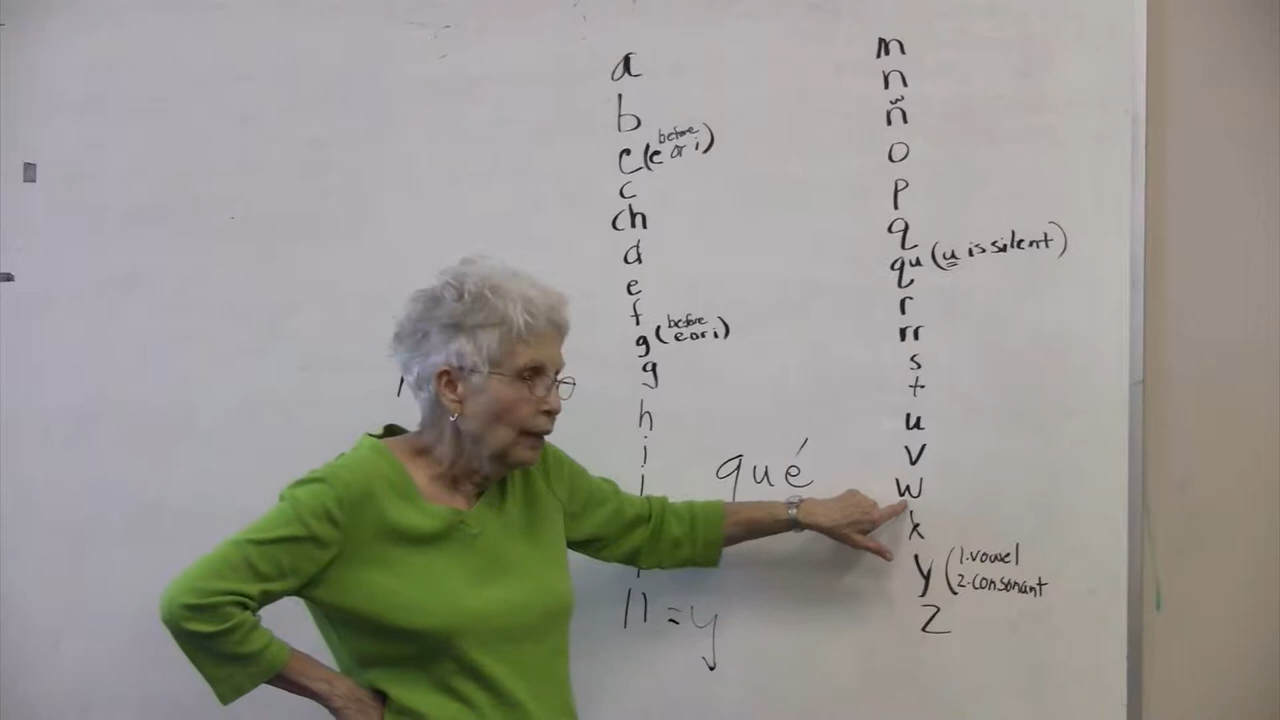 a
b
c (before e or i)
c
ch
d
e
f
g (before e or i)
g
h
i
ll = y
qué
m
n
ñ
o
p
q
qu (u is silent)
r
rr
s
t
u
v
w
x
y (1. vowel
2. consonant
z